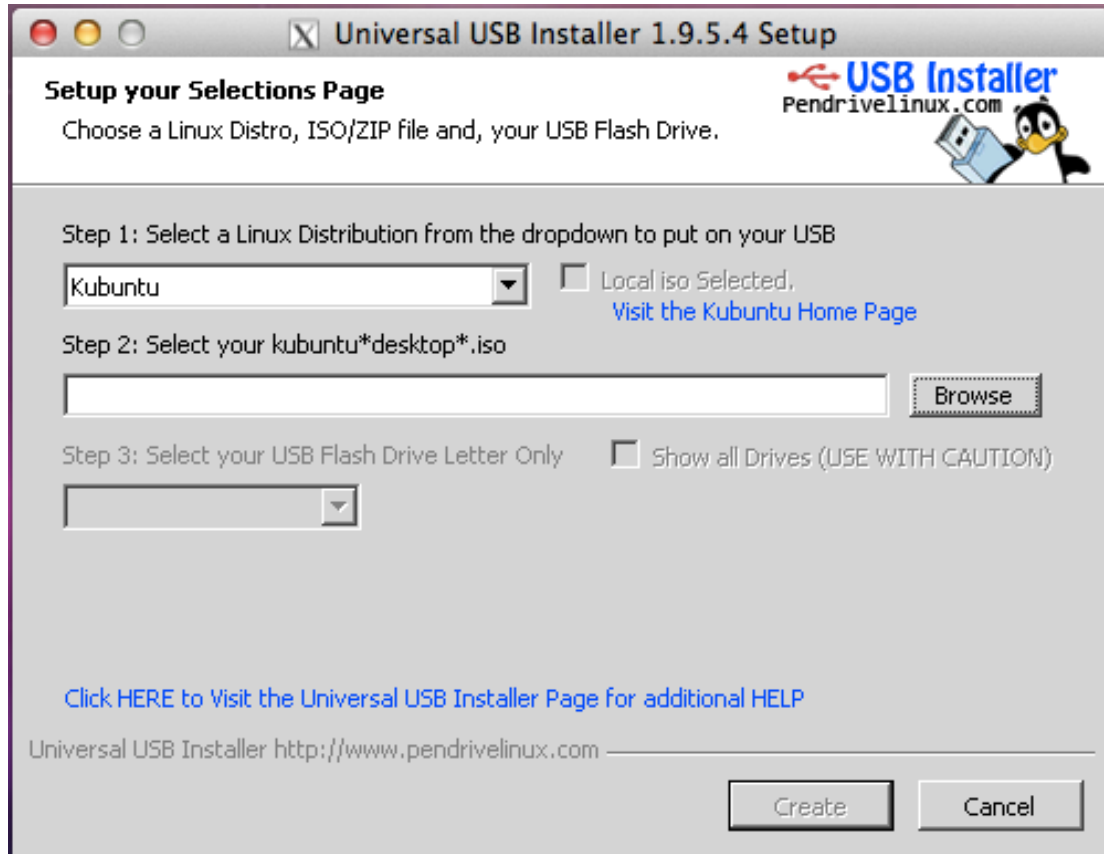 X Universal USB Installer 1.9.5.4 Setup
Setup your Selections Page
Choose a Linux Distro, ISO/ZIP file and, your USB Flash Drive.
USB Installer
Pendrivelinux.com
Step 1: Select a Linux Distribution from the dropdown to put on your USB
Kubuntu
Local iso Selected.
Visit the Kubuntu Home Page
Step 2: Select your kubuntu*desktop*.iso
Browse
Step 3: Select your USB Flash Drive Letter Only
Show all Drives (USE WITH CAUTION)
Click HERE to Visit the Universal USB Installer Page for additional HELP
Universal USB Installer http://www.pendrivelinux.com
Create
Cancel